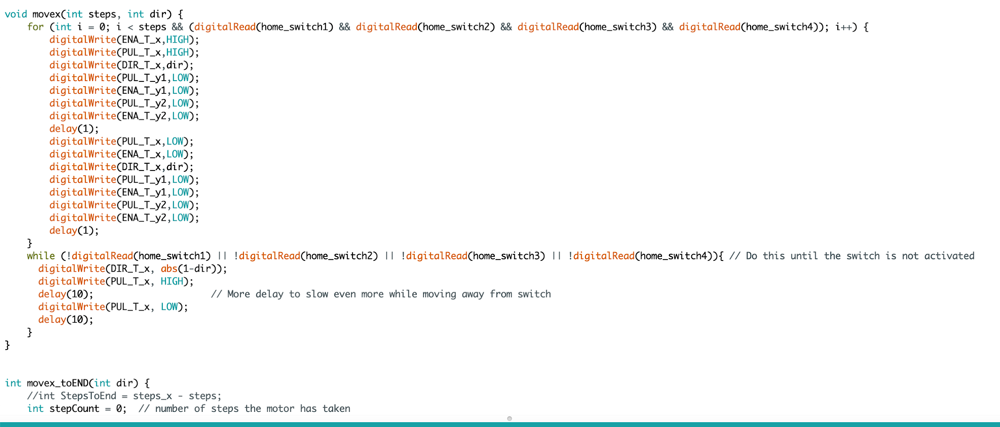 void movex(int steps, int dir) {
    for (int i = 0; i < steps && (digitalRead(home_switch1) && digitalRead(home_switch2) && digitalRead(home_switch3) && digitalRead(home_switch4)); i++) {
        digitalWrite(ENA_T_x,HIGH);
        digitalWrite(PUL_T_x,HIGH);
        digitalWrite(DIR_T_x,dir);
        digitalWrite(PUL_T_y1,LOW);
        digitalWrite(ENA_T_y1,LOW);
        digitalWrite(PUL_T_y2,LOW);
        digitalWrite(ENA_T_y2,LOW);
        delay(1);
        digitalWrite(PUL_T_x,LOW);
        digitalWrite(ENA_T_x,LOW);
        digitalWrite(DIR_T_x,dir);
        digitalWrite(PUL_T_y1,LOW);
        digitalWrite(ENA_T_y1,LOW);
        digitalWrite(PUL_T_y2,LOW);
        digitalWrite(ENA_T_y2,LOW);
        delay(1);
    }
    while (!digitalRead(home_switch1) || !digitalRead(home_switch2) || !digitalRead(home_switch3) || !digitalRead(home_switch4)){ // Do this until the switch is not activated
      digitalWrite(DIR_T_x, abs(1-dir));
      digitalWrite(PUL_T_x, HIGH);
      delay(10);                     // More delay to slow even more while moving away from switch
      digitalWrite(PUL_T_x, LOW);
      delay(10);
    }
}
int movex_toEND(int dir) {
    //int StepsToEnd = steps_x - steps;
    int stepCount = 0;  // number of steps the motor has taken